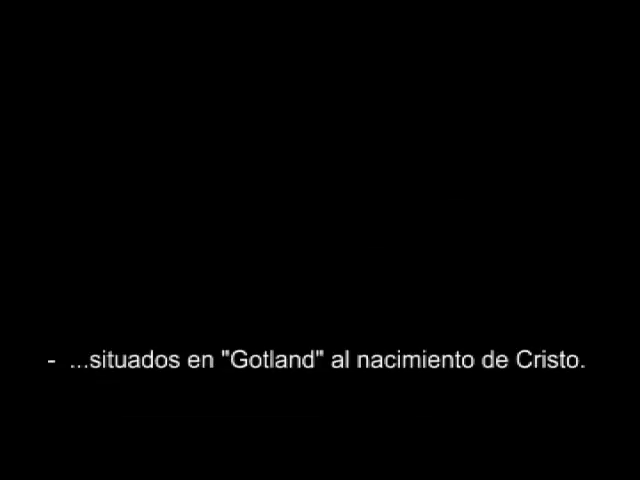 - ...situados en "Gotland" al nacimiento de Cristo.